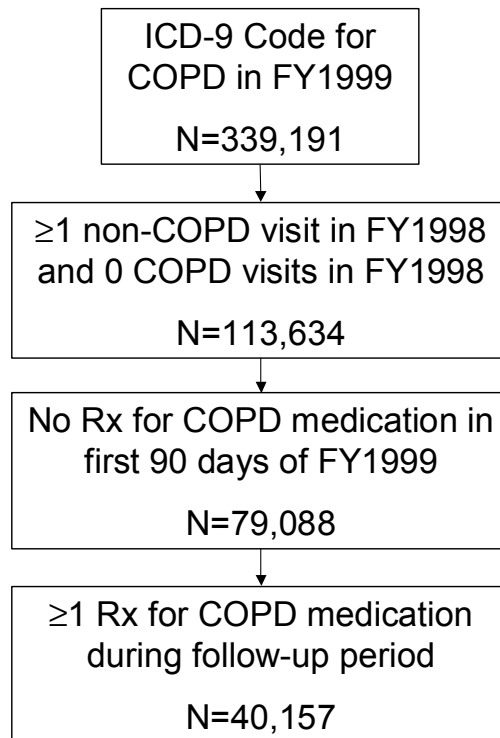 ICD-9 Code for
COPD in FY1999
N=339,191
≥1 non-COPD visit in FY1998
and 0 COPD visits in FY1998
N=113,634
No Rx for COPD medication in
first 90 days of FY1999
N=79,088
≥1 Rx for COPD medication
during follow-up period
N=40,157